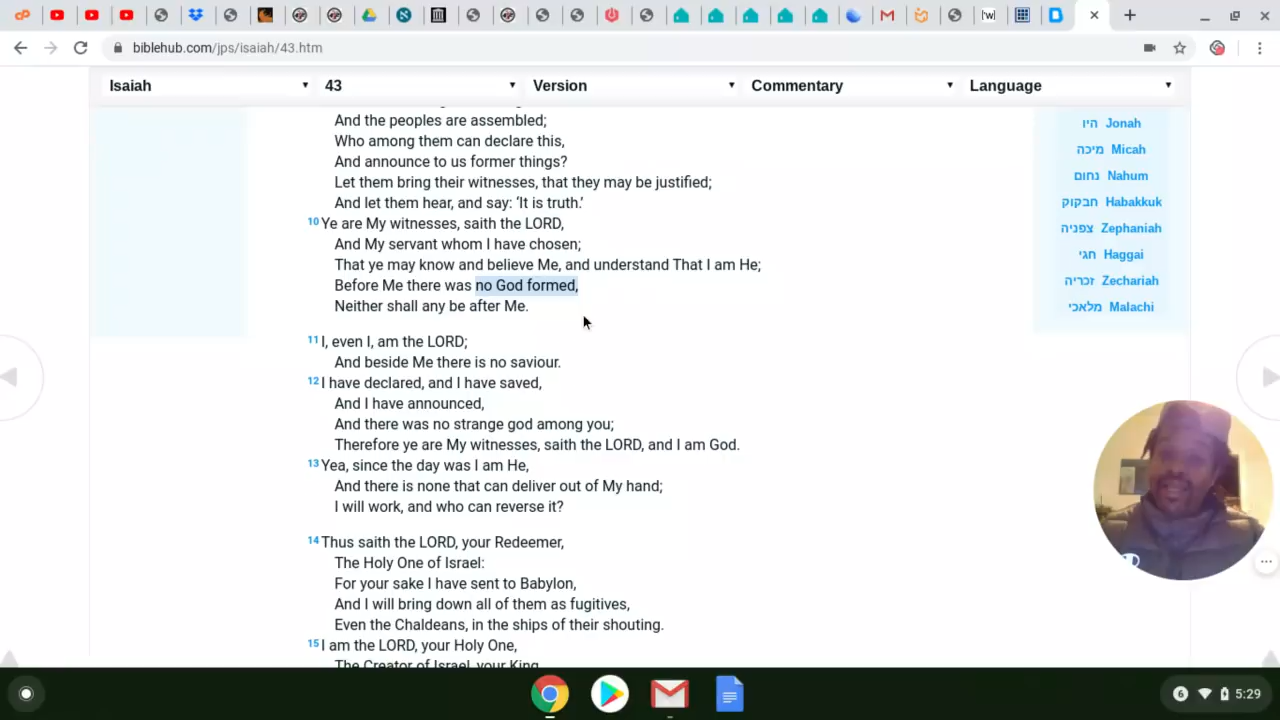 biblehub.com/jps/isaiah/43.htm
Isaiah 43 Version Commentary Language
And the peoples are assembled;
Who among them can declare this,
And announce to us former things?
Let them bring their witnesses, that they may be justified;
And let them hear, and say: ‘It is truth.’
10 Ye are My witnesses, saith the LORD,
And My servant whom I have chosen;
That ye may know and believe Me, and understand That I am He;
Before Me there was no God formed,
Neither shall any be after Me.
11 I, even I, am the LORD;
And beside Me there is no saviour.
12 I have declared, and I have saved,
And I have announced,
And there was no strange god among you;
Therefore ye are My witnesses, saith the LORD, and I am God.
13 Yea, since the day was I am He,
And there is none that can deliver out of My hand;
I will work, and who can reverse it?
14 Thus saith the LORD, your Redeemer,
The Holy One of Israel:
For your sake I have sent to Babylon,
And I will bring down all of them as fugitives,
Even the Chaldeans, in the ships of their shouting.
15 I am the LORD, your Holy One,
The Creator of Israel, your King
היו Jonah
מיכה Micah
נחום Nahum
חבקוק Habakkuk
צפניה Zephaniah
חגי Haggai
זכריה Zechariah
מלאכי Malachi
6 5:29